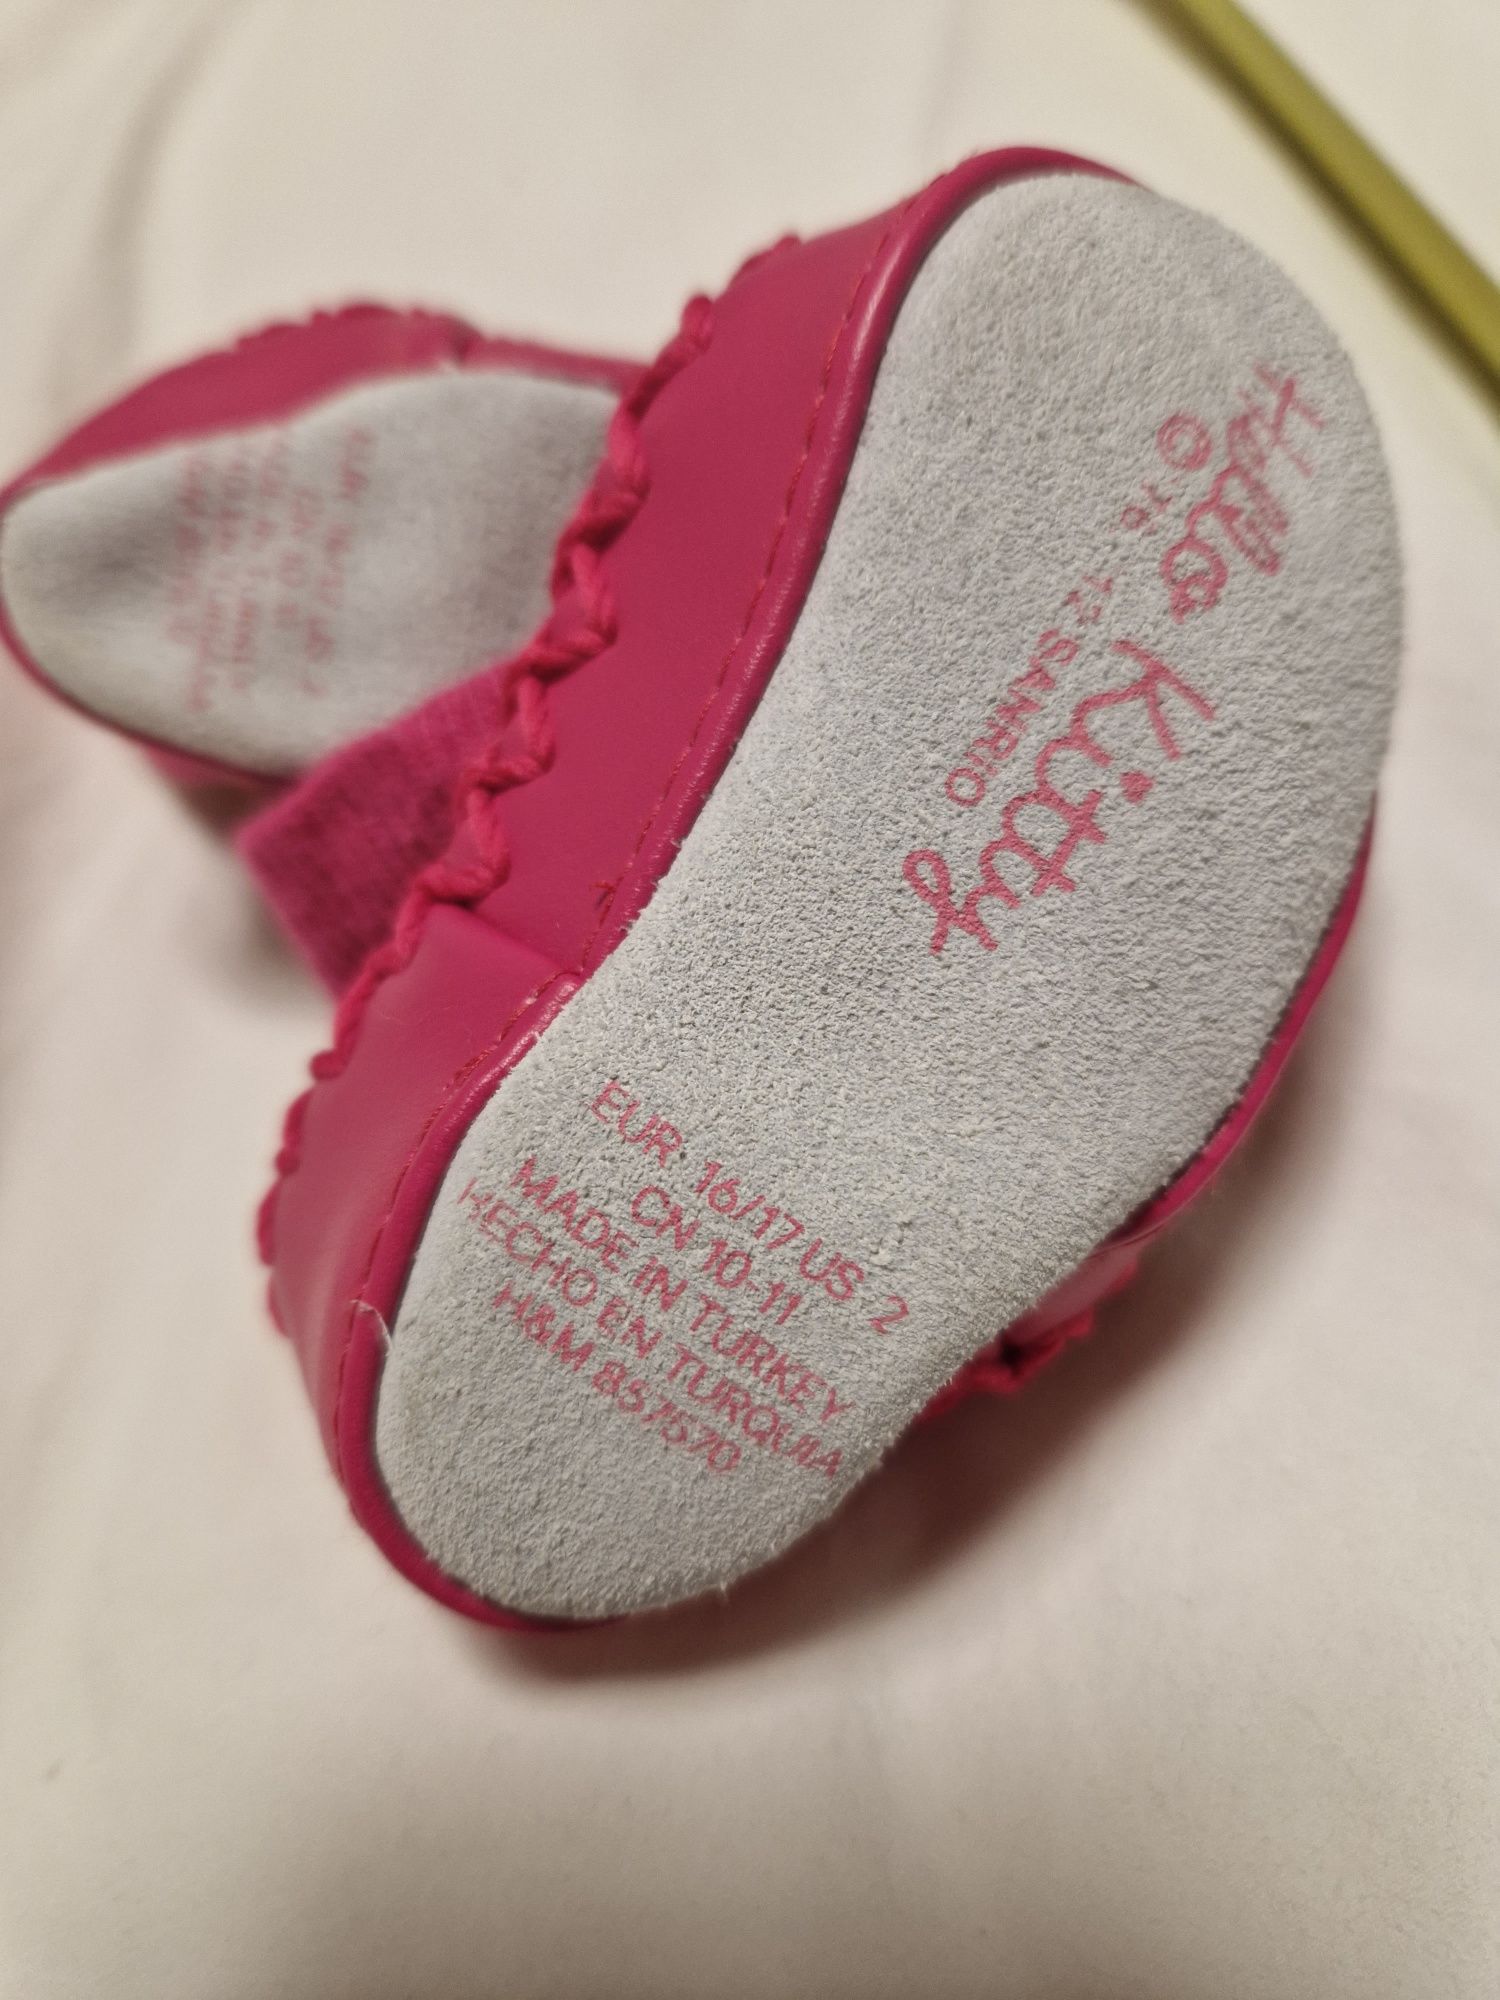 Hello Kitty
© '76 '12 SANRIO
EUR 16/17 US 2
CN 10-11
MADE IN TURKEY
HECHO EN TURQUIA
H&M 857570